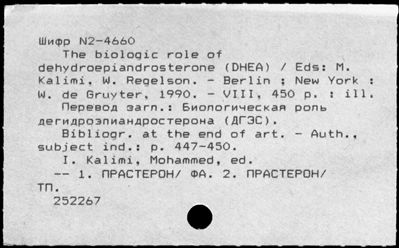 Шифр N2-4660
The biologic role of
dehydroepiandrosterone (DHEA) / Eds: M.
Kalimi, W. Regelson. - Berlin ; New York :
W. de Gruyter, 1990. - VIII, 450 p. : ill.
Перевод загл.: Биологическая роль
дегидроэпиандростерона (ДГЭС).
Bibliogr. at the end of art. - Auth.,
subject ind.: p. 447-450.
I. Kalimi, Mohammed, ed.
-- 1. ПРАСТЕРОН/ ФА. 2. ПРАСТЕРОН/
ТП.
252267